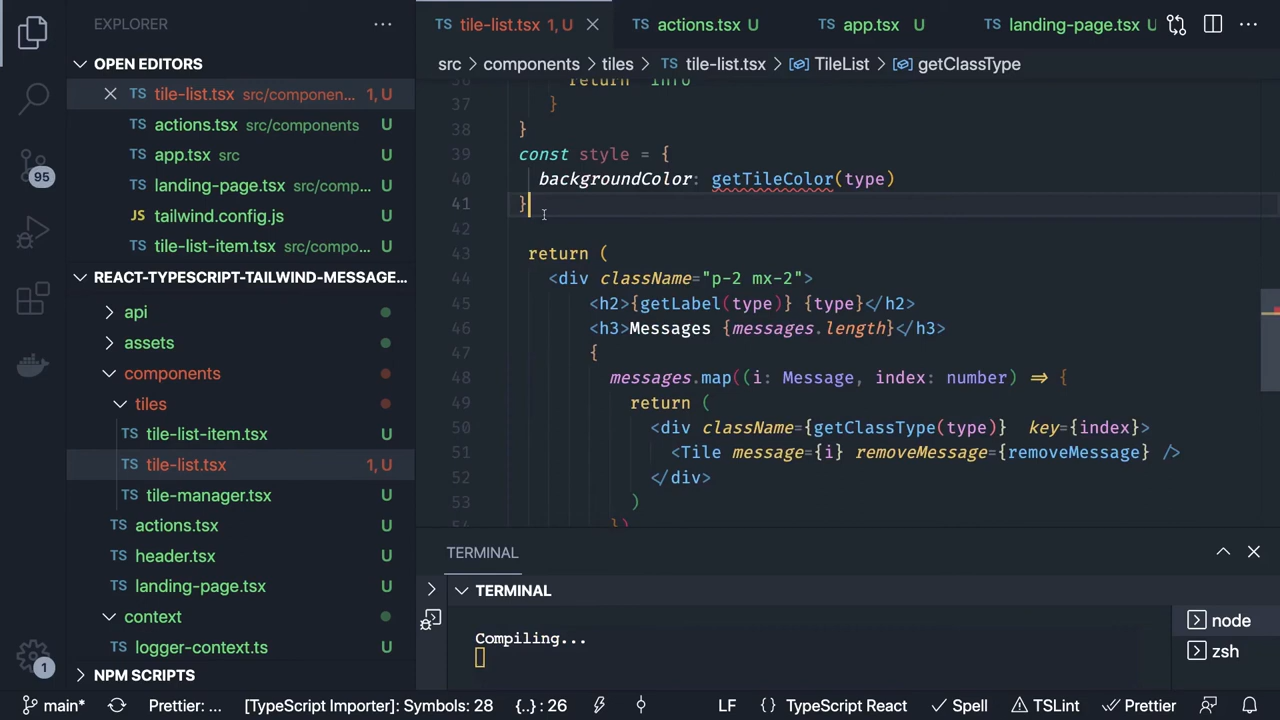 EXPLORER
OPEN EDITORS
TS tile-list.tsx src/componen... 1, U
TS actions.tsx src/components U
TS app.tsx src U
TS landing-page.tsx src/comp... U
JS tailwind.config.js U
TS tile-list-item.tsx src/compo... U
REACT-TYPESCRIPT-TAILWIND-MESSAGE...
api
assets
components
tiles
TS tile-list-item.tsx U
TS tile-list.tsx 1, U
TS tile-manager.tsx U
TS actions.tsx U
TS header.tsx U
TS landing-page.tsx U
context
TS logger-context.ts U
NPM SCRIPTS
95
1
TS tile-list.tsx 1, U
TS actions.tsx U
TS app.tsx U
TS landing-page.tsx U
src > components > tiles > TS tile-list.tsx > TileList > getClassType
36 return 'info'
37 }
38 }
39 const style = {
40 backgroundColor: getTileColor(type)
41 }
42
43 return (
44 <div className="p-2 mx-2">
45 <h2>{getLabel(type)} {type}</h2>
46 <h3>Messages {messages.length}</h3>
47 {
48 messages.map((i: Message, index: number) => {
49 return (
50 <div className={getClassType(type)} key={index}>
51 <Tile message={i} removeMessage={removeMessage} />
52 </div>
53 )
54 })
TERMINAL
TERMINAL
Compiling...
node
zsh
main* Prettier: ... [TypeScript Importer]: Symbols: 28 {..} : 26 LF {} TypeScript React Spell TSLint Prettier